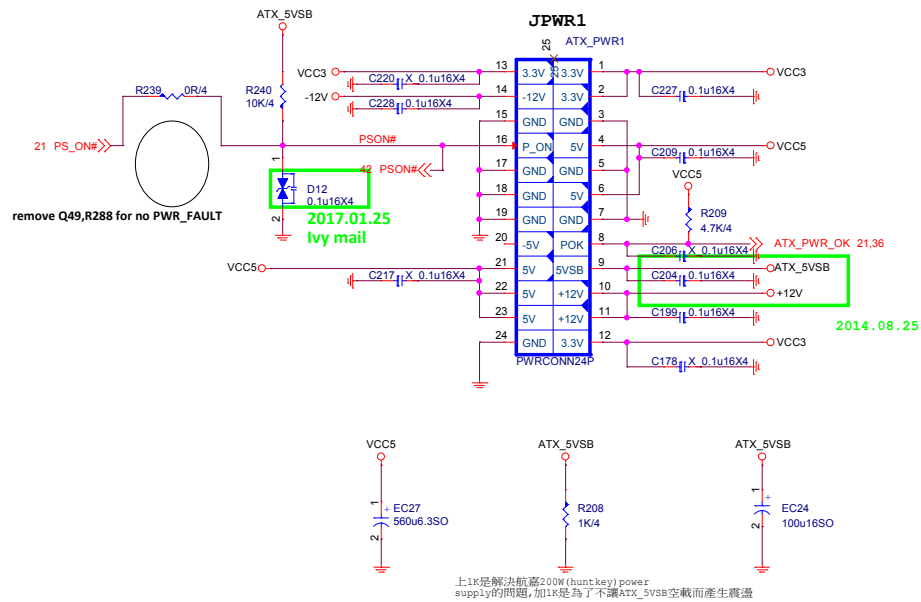 JPWR1
ATX_5VSB
25
ATX_PWR1
25
R239 0R/4
R240
10K/4
VCC3
C220 X_0.1u16X4
-12V
C228 0.1u16X4
13 3.3V 3.3V 1
14 -12V 3.3V 2
15 GND GND 3
16 P_ON 5V 4
17 GND GND 5
18 GND 5V 6
19 GND GND 7
20 -5V POK 8
21 5V 5VSB 9
22 5V +12V 10
23 5V +12V 11
24 GND 3.3V 12
PWRCONN24P
VCC3
C227 0.1u16X4
VCC5
C209 0.1u16X4
VCC5
R209
4.7K/4
ATX_PWR_OK 21,36
C206 X_0.1u16X4
ATX_5VSB
C204 0.1u16X4
+12V
C199 0.1u16X4
2014.08.25
VCC3
C178 X_0.1u16X4
21 PS_ON#
PSON#
42 PSON#
1
D12
0.1u16X4
2
2017.01.25
Ivy mail
remove Q49,R288 for no PWR_FAULT
VCC5
C217 X_0.1u16X4
VCC5
1
+
EC27
560u6.3SO
2
ATX_5VSB
R208
1K/4
ATX_5VSB
1
+
EC24
100u16SO
2
上1K是解決航嘉200W(huntkey)power
supply的問題,加1K是為了不讓ATX_5VSB空載而產生震盪